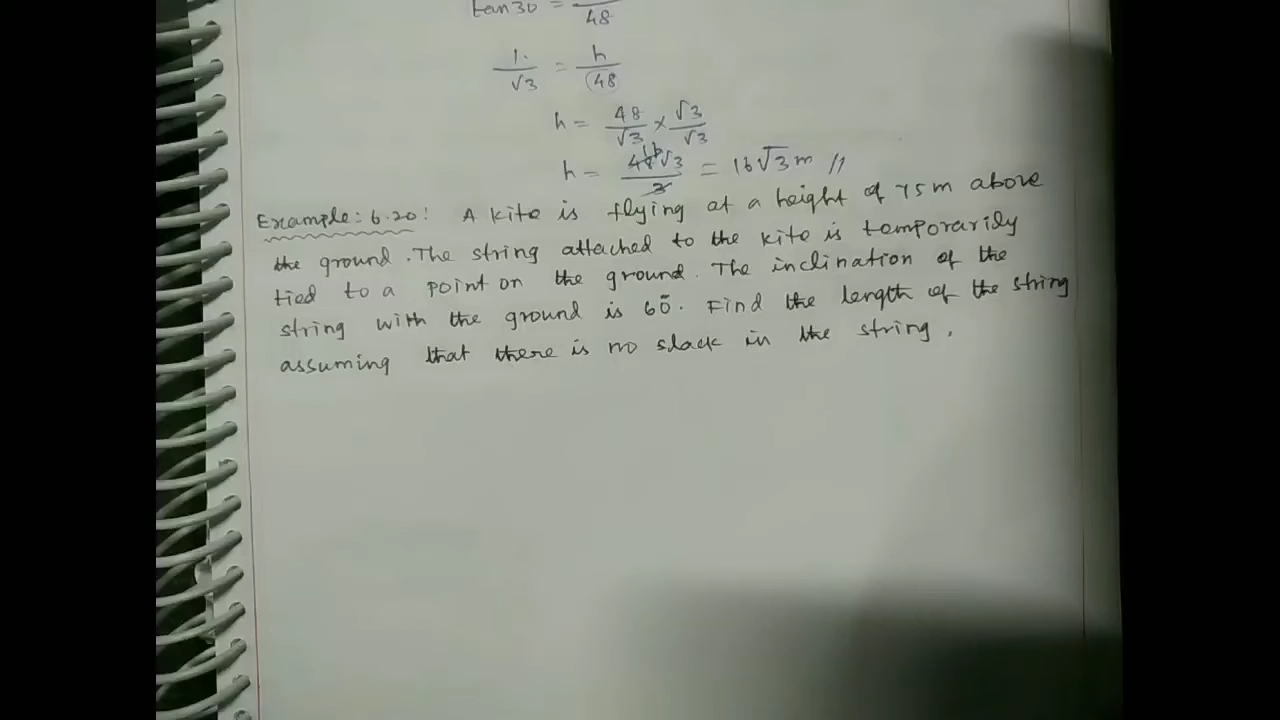 tan30 = /48
1/√3 = h/48
h = 48/√3 × √3/√3
h = 48 16 √3/3 = 16√3 m //
Example: 6.20: A kite is flying at a height of 75m above
the ground. The string attached to the kite is temporarily
tied to a point on the ground. The inclination of the
string with the ground is 60°. Find the length of the string
assuming that there is no slack in the string.